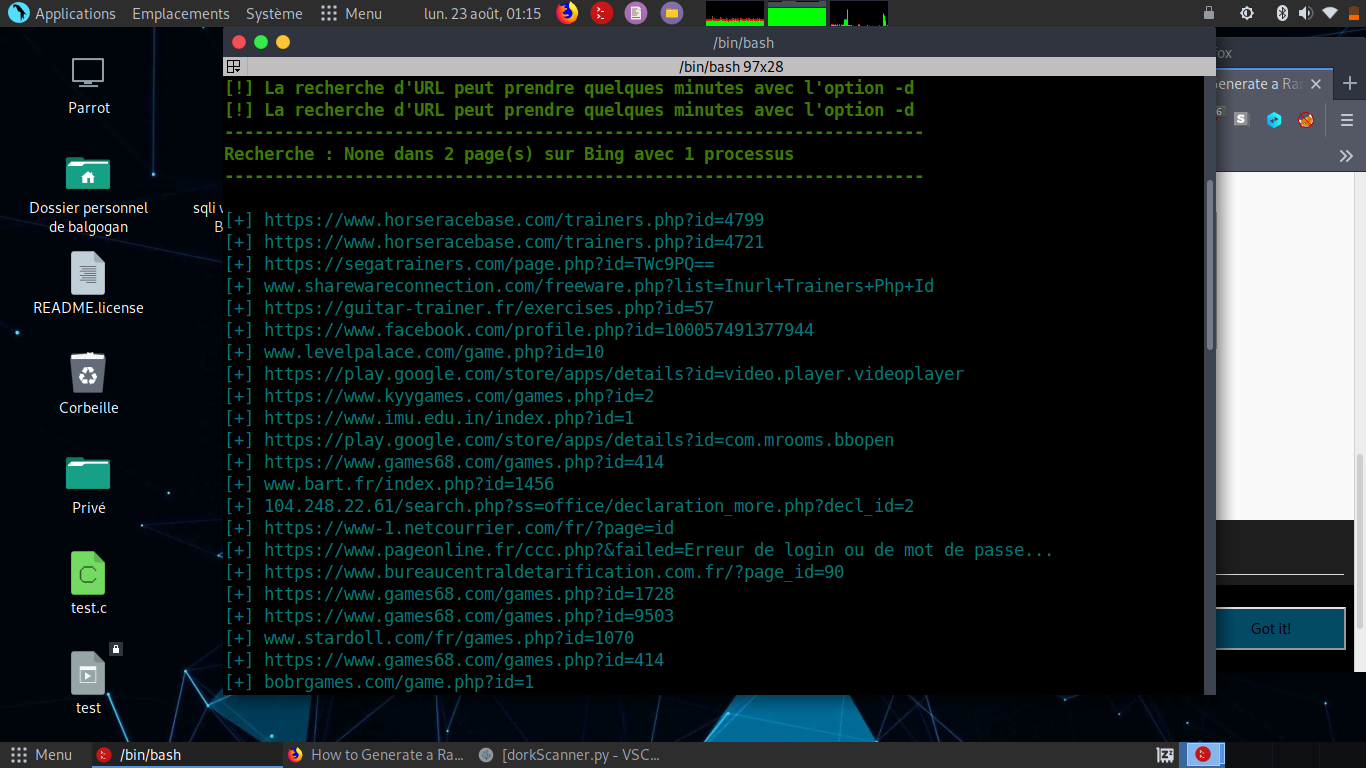 Applications Emplacements Système Menu lun. 23 août, 01:15
/bin/bash
/bin/bash 97x28
[!] La recherche d'URL peut prendre quelques minutes avec l'option -d
[!] La recherche d'URL peut prendre quelques minutes avec l'option -d
----------------------------------------------------------------------
Recherche : None dans 2 page(s) sur Bing avec 1 processus
----------------------------------------------------------------------
[+] https://www.horseracebase.com/trainers.php?id=4799
[+] https://www.horseracebase.com/trainers.php?id=4721
[+] https://segatrainers.com/page.php?id=TWc9PQ==
[+] www.sharewareconnection.com/freeware.php?list=Inurl+Trainers+Php+Id
[+] https://guitar-trainer.fr/exercises.php?id=57
[+] https://www.facebook.com/profile.php?id=100057491377944
[+] www.levelpalace.com/game.php?id=10
[+] https://play.google.com/store/apps/details?id=video.player.videoplayer
[+] https://www.kyygames.com/games.php?id=2
[+] https://www.imu.edu.in/index.php?id=1
[+] https://play.google.com/store/apps/details?id=com.mrooms.bbopen
[+] https://www.games68.com/games.php?id=414
[+] www.bart.fr/index.php?id=1456
[+] 104.248.22.61/search.php?ss=office/declaration_more.php?decl_id=2
[+] https://www-1.netcourrier.com/fr/?page=id
[+] https://www.pageonline.fr/ccc.php?&failed=Erreur de login ou de mot de passe...
[+] https://www.bureaucentraldetarification.com.fr/?page_id=90
[+] https://www.games68.com/games.php?id=1728
[+] https://www.games68.com/games.php?id=9503
[+] www.stardoll.com/fr/games.php?id=1070
[+] https://www.games68.com/games.php?id=414
[+] bobrgames.com/game.php?id=1
Parrot
Dossier personnel
de balgogan
sqli v
B
README.license
Corbeille
Privé
C
test.c
test
fox
enerate a Ra
6
S
Got it!
Menu /bin/bash How to Generate a Ra... [dorkScanner.py - VSC...